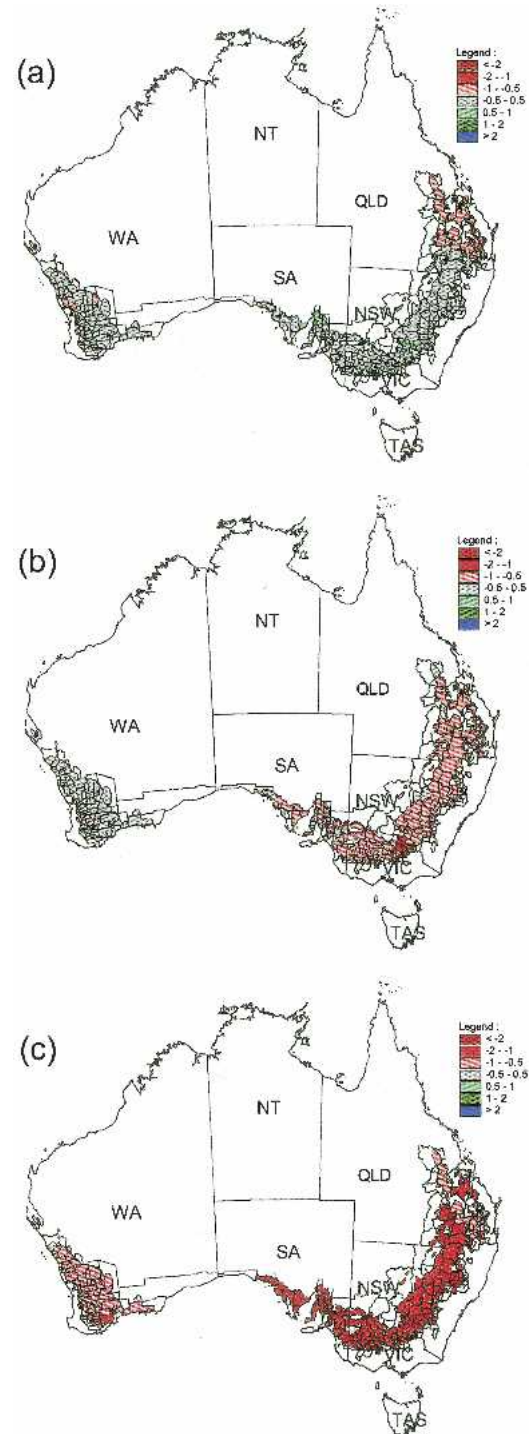 (a)
Legend :
< -2
-2 - -1
-1 - -0.5
-0.5 - 0.5
0.5 - 1
1 - 2
> 2
NT
QLD
WA
SA
NSW
VIC
TAS
(b)
Legend :
< -2
-2 - -1
-1 - -0.5
-0.5 - 0.5
0.5 - 1
1 - 2
> 2
NT
QLD
WA
SA
NSW
VIC
TAS
(c)
Legend :
< -2
-2 - -1
-1 - -0.5
-0.5 - 0.5
0.5 - 1
1 - 2
> 2
NT
QLD
WA
SA
NSW
VIC
TAS